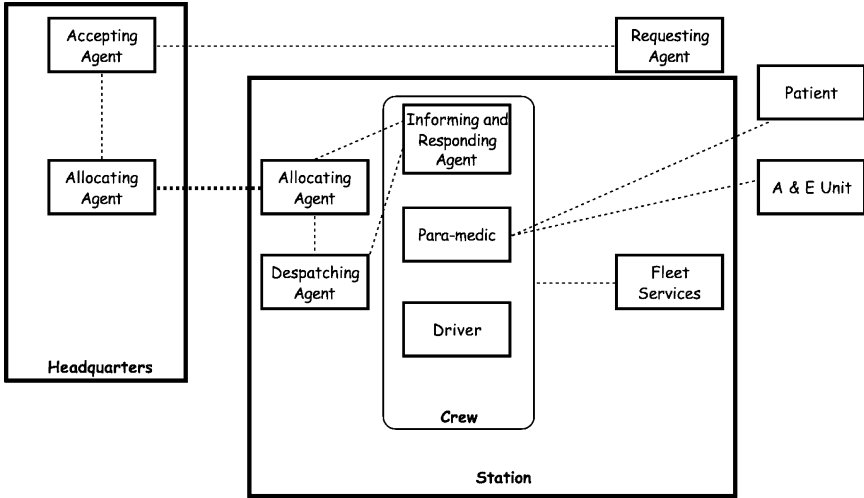 Accepting
Agent
Requesting
Agent
Patient
Informing and
Responding
Agent
Allocating
Agent
Allocating
Agent
A & E Unit
Para-medic
Despatching
Agent
Fleet
Services
Driver
Headquarters
Crew
Station